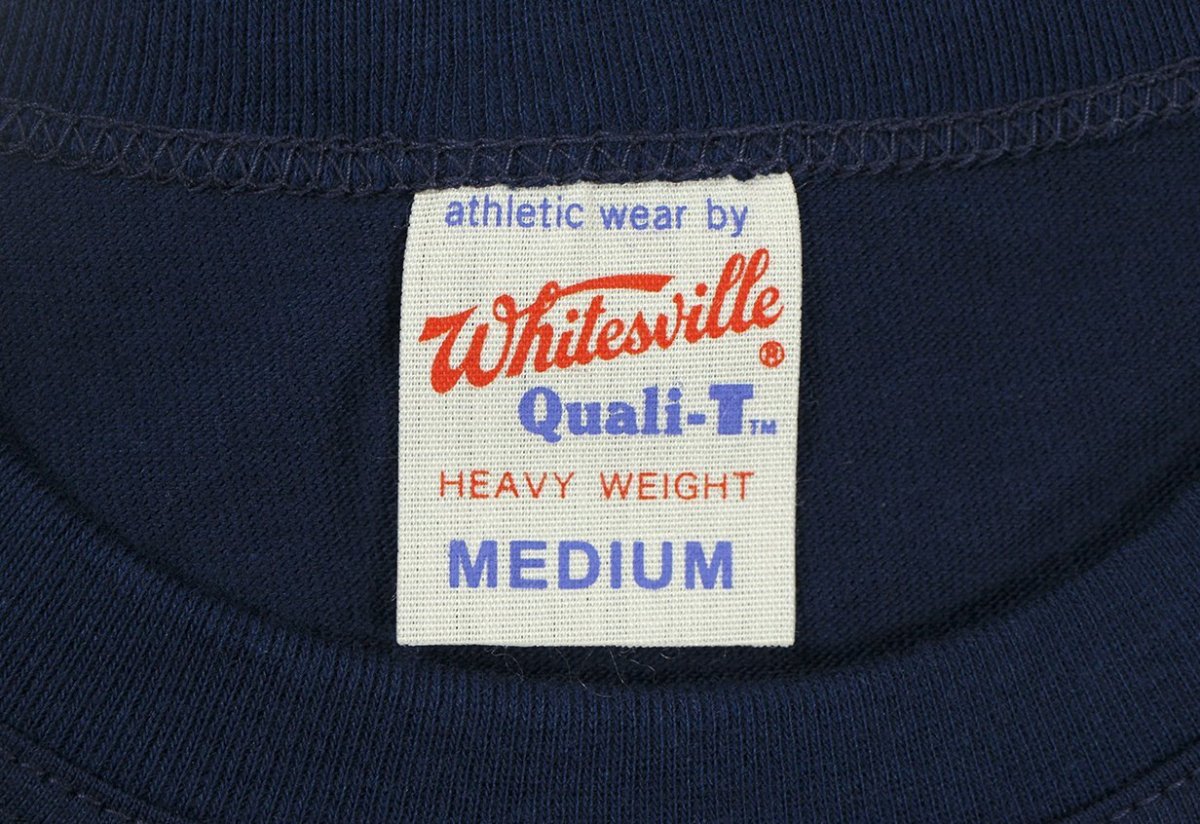 athletic wear by
Whitesville ®
Quali-T™
HEAVY WEIGHT
MEDIUM